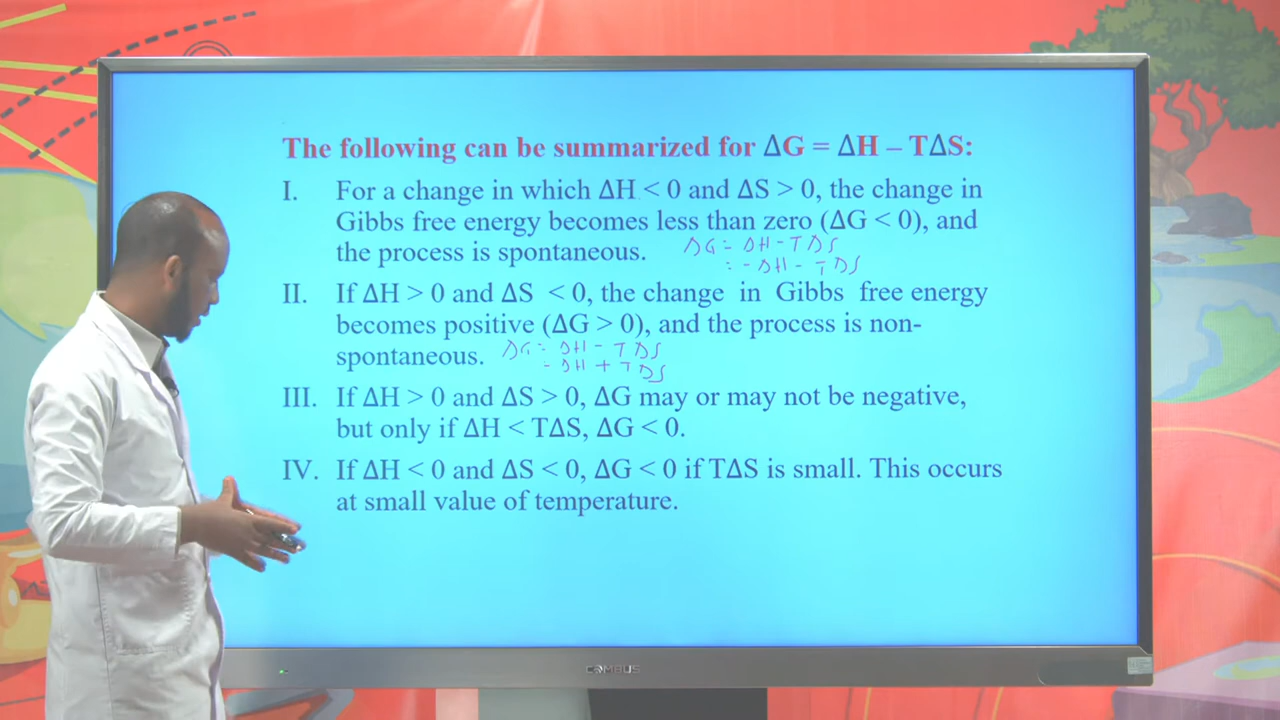 The following can be summarized for ΔG = ΔH – TΔS:
I. For a change in which ΔH < 0 and ΔS > 0, the change in
Gibbs free energy becomes less than zero (ΔG < 0), and
the process is spontaneous.
ΔG = ΔH - TΔS
= - ΔH - TΔS
II. If ΔH > 0 and ΔS < 0, the change in Gibbs free energy
becomes positive (ΔG > 0), and the process is non-
spontaneous.
ΔG = ΔH - TΔS
= ΔH + TΔS
III. If ΔH > 0 and ΔS > 0, ΔG may or may not be negative,
but only if ΔH < TΔS, ΔG < 0.
IV. If ΔH < 0 and ΔS < 0, ΔG < 0 if TΔS is small. This occurs
at small value of temperature.